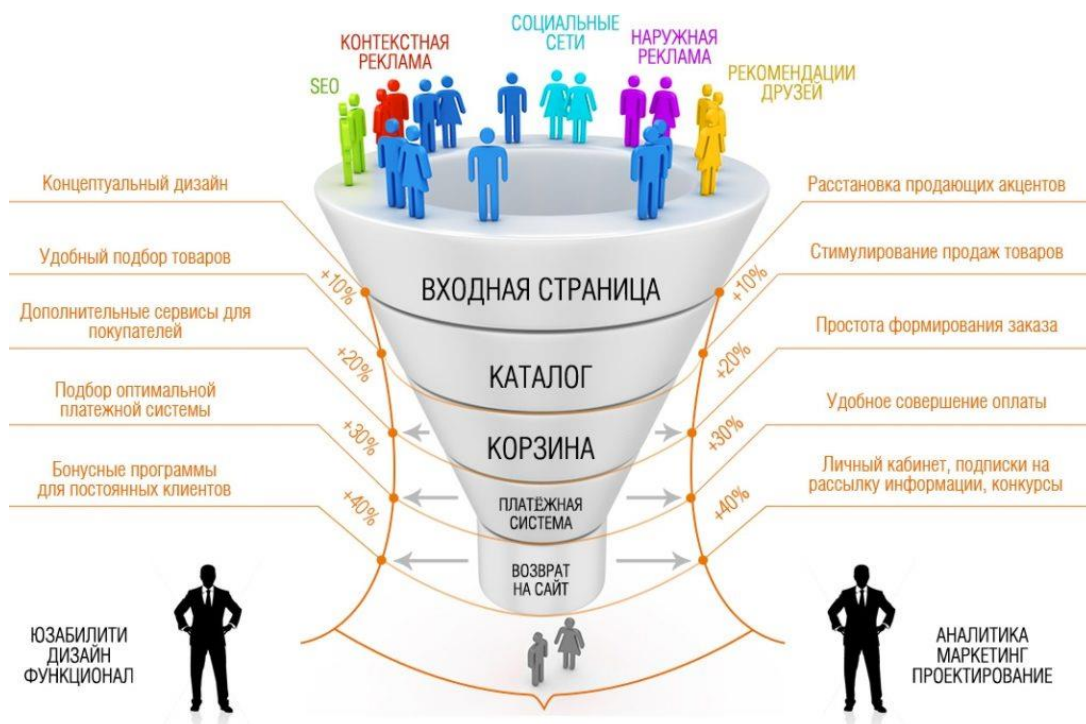 SEO
КОНТЕКСТНАЯ
РЕКЛАМА
СОЦИАЛЬНЫЕ
СЕТИ
НАРУЖНАЯ
РЕКЛАМА
РЕКОМЕНДАЦИИ
ДРУЗЕЙ
Концептуальный дизайн
Удобный подбор товаров
Дополнительные сервисы для
покупателей
Подбор оптимальной
платежной системы
Бонусные программы
для постоянных клиентов
+10%
+20%
+30%
+40%
ВХОДНАЯ СТРАНИЦА
КАТАЛОГ
КОРЗИНА
ПЛАТЁЖНАЯ
СИСТЕМА
ВОЗВРАТ
НА САЙТ
+10%
+20%
+30%
+40%
Расстановка продающих акцентов
Стимулирование продаж товаров
Простота формирования заказа
Удобное совершение оплаты
Личный кабинет, подписки на
рассылку информации, конкурсы
ЮЗАБИЛИТИ
ДИЗАЙН
ФУНКЦИОНАЛ
АНАЛИТИКА
МАРКЕТИНГ
ПРОЕКТИРОВАНИЕ